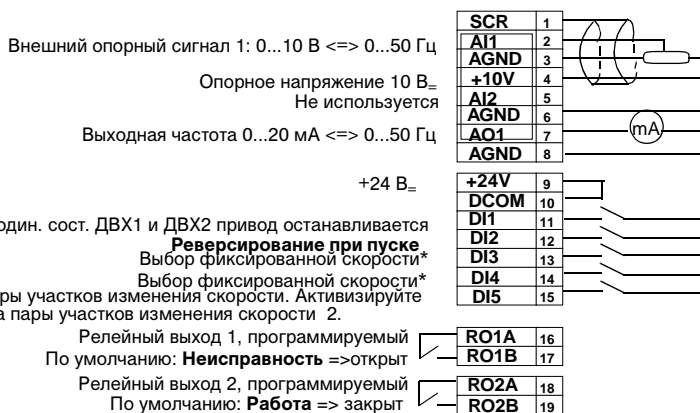 SCR 1
Внешний опорный сигнал 1: 0...10 В <=> 0...50 Гц AI1 2
AGND 3
Опорное напряжение 10 В= +10V 4
Не используется AI2 5
AGND 6
Выходная частота 0...20 мА <=> 0...50 Гц AO1 7
mA
AGND 8
+24 В= +24V 9
DCOM 10
один. сост. ДВХ1 и ДВХ2 привод останавливается DI1 11
Реверсирование при пуске DI2 12
Выбор фиксированной скорости* DI3 13
Выбор фиксированной скорости* DI4 14
ры участков изменения скорости. Активизируйте DI5 15
а пары участков изменения скорости 2.
Релейный выход 1, программируемый RO1A 16
По умолчанию: Неисправность =>открыт RO1B 17
Релейный выход 2, программируемый RO2A 18
По умолчанию: Работа => закрыт RO2B 19